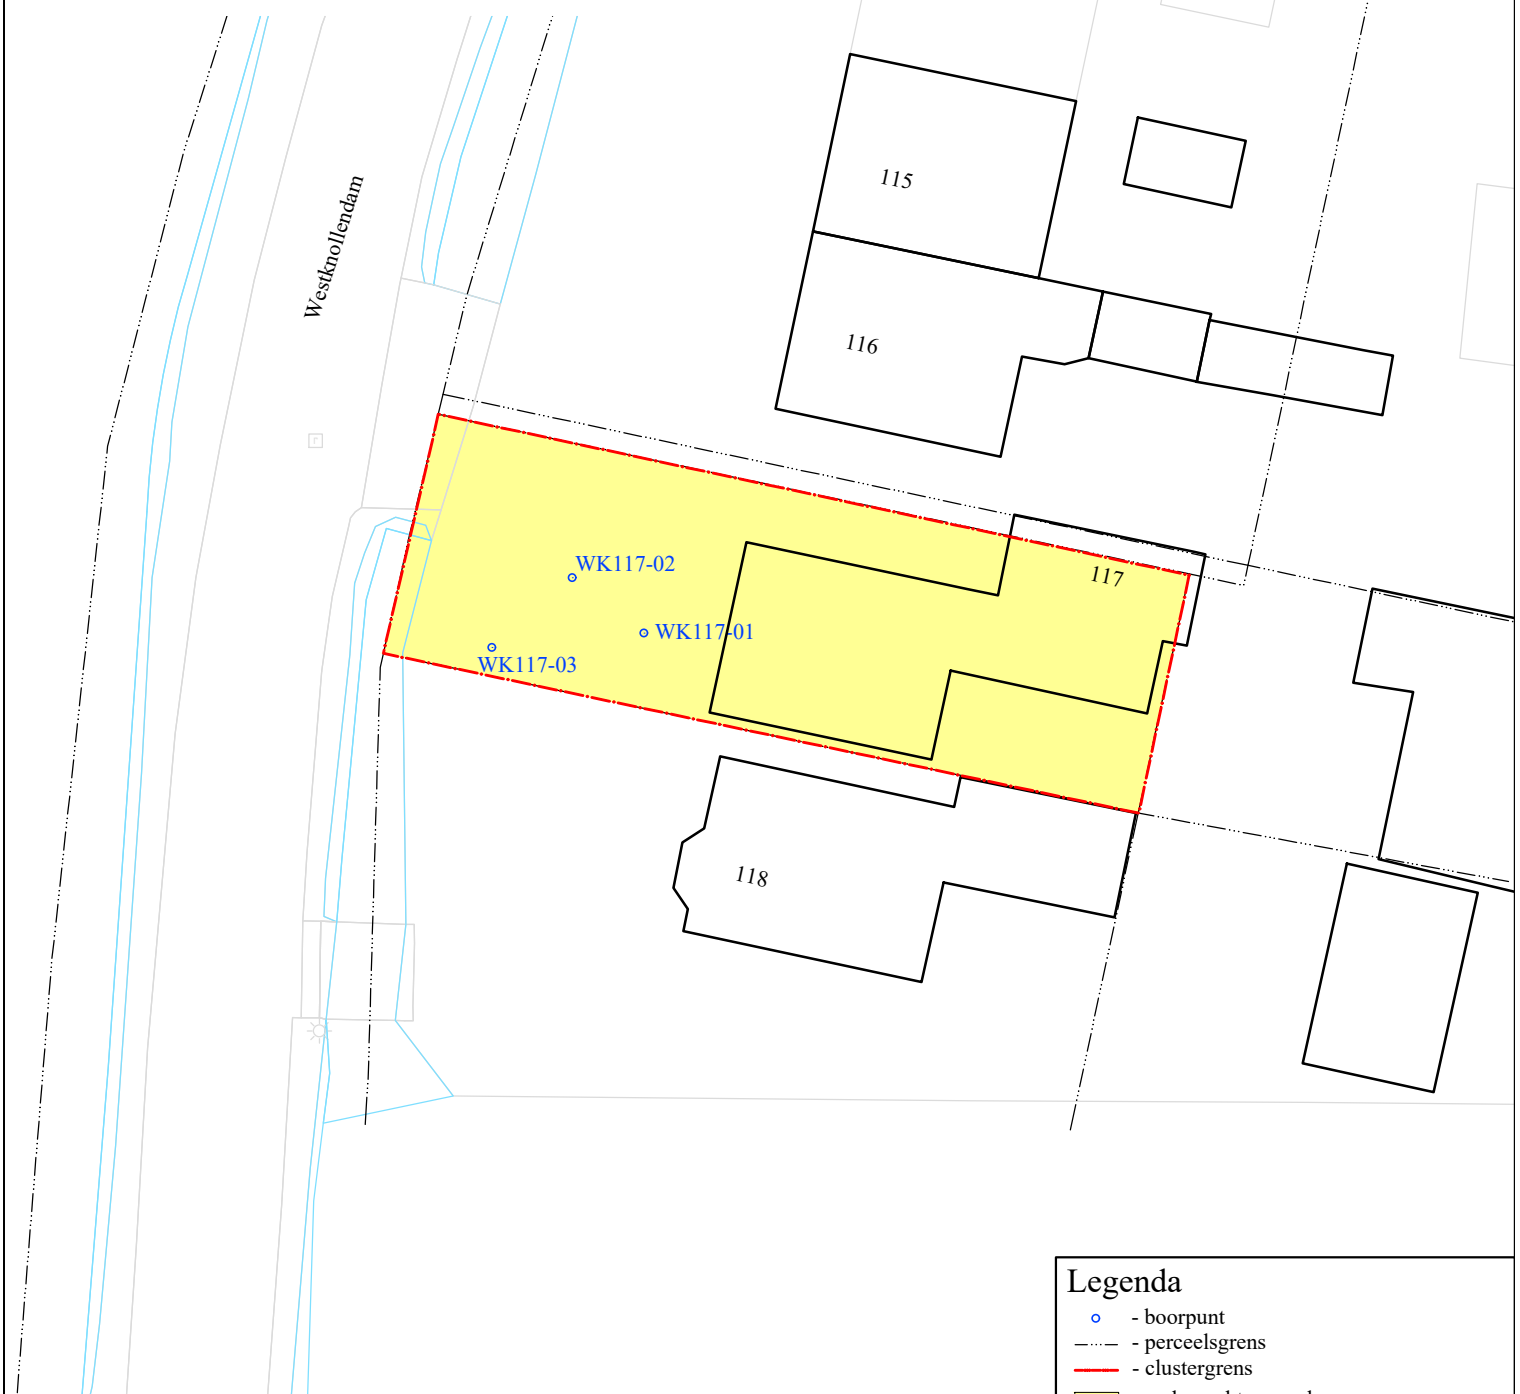 Westknollendam
115
116
117
WK117-02
WK117-01
WK117-03
118
Legenda
- boorpunt
- perceelsgrens
- clustergrens